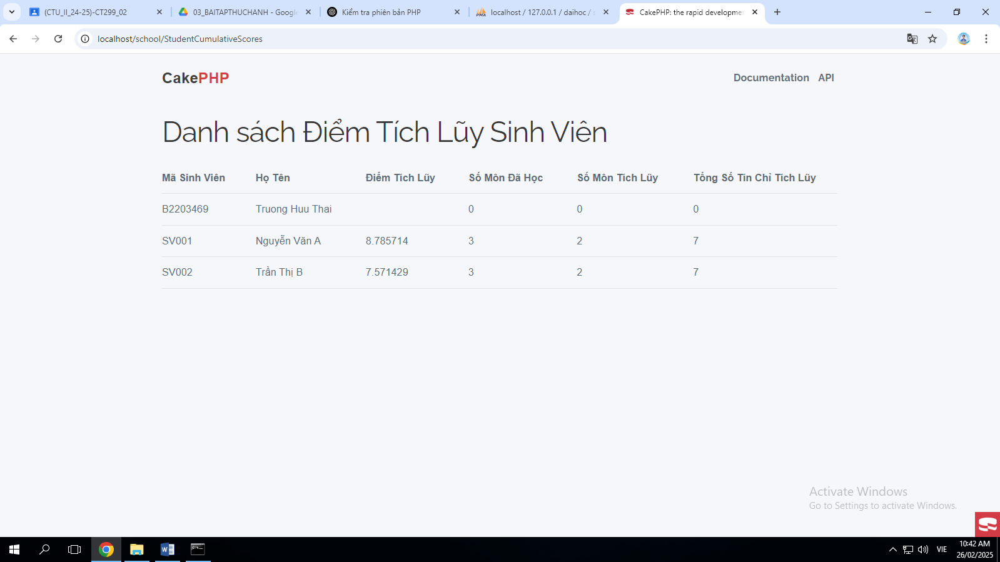 (CTU_II_24-25)-CT299_02
03_BAITAPTHUCHANH - Google
Kiểm tra phiên bản PHP
localhost / 127.0.0.1 / daihoc / s
CakePHP: the rapid developmen
localhost/school/StudentCumulativeScores
CakePHP
Documentation API
Danh sách Điểm Tích Lũy Sinh Viên
Mã Sinh Viên Họ Tên Điểm Tích Lũy Số Môn Đã Học Số Môn Tích Lũy Tổng Số Tín Chỉ Tích Lũy
B2203469 Truong Huu Thai 0 0 0
SV001 Nguyễn Văn A 8.785714 3 2 7
SV002 Trần Thị B 7.571429 3 2 7
Activate Windows
Go to Settings to activate Windows.
VIE
10:42 AM
26/02/2025